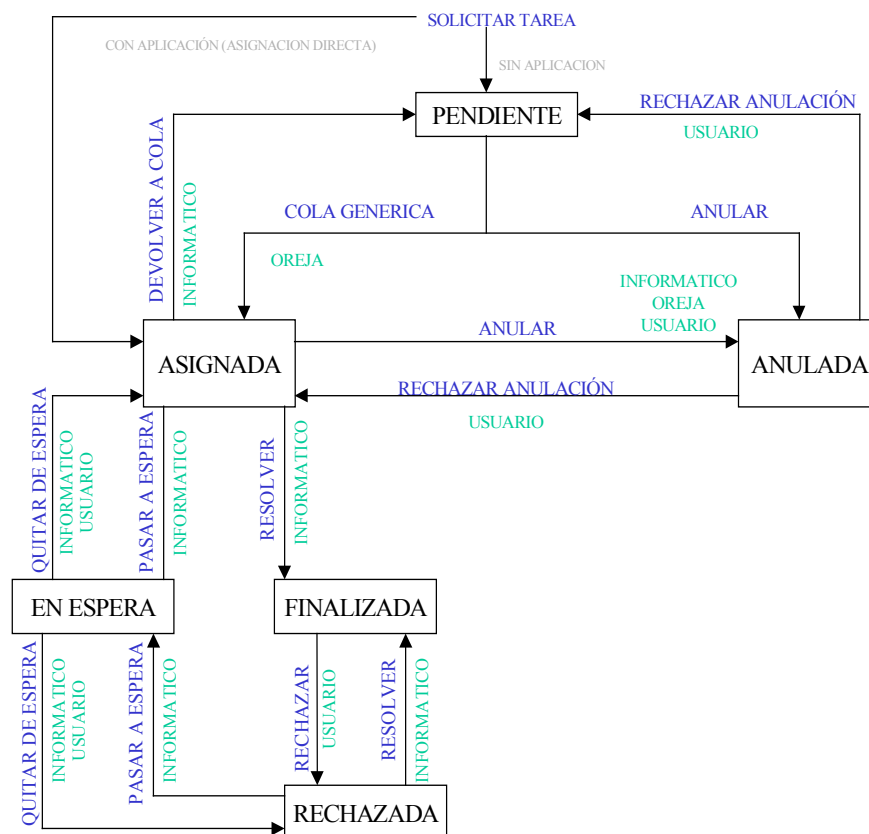 SOLICITAR TAREA
CON APLICACIÓN (ASIGNACION DIRECTA)
SIN APLICACION
PENDIENTE
RECHAZAR ANULACIÓN
USUARIO
DEVOLVER A COLA
INFORMATICO
COLA GENERICA
OREJA
ANULAR
INFORMATICO
OREJA
USUARIO
ASIGNADA
ANULAR
ANULADA
RECHAZAR ANULACIÓN
USUARIO
QUITAR DE ESPERA
INFORMATICO
USUARIO
PASAR A ESPERA
INFORMATICO
RESOLVER
INFORMATICO
EN ESPERA
FINALIZADA
QUITAR DE ESPERA
INFORMATICO
USUARIO
PASAR A ESPERA
INFORMATICO
RECHAZAR
USUARIO
RESOLVER
INFORMATICO
RECHAZADA